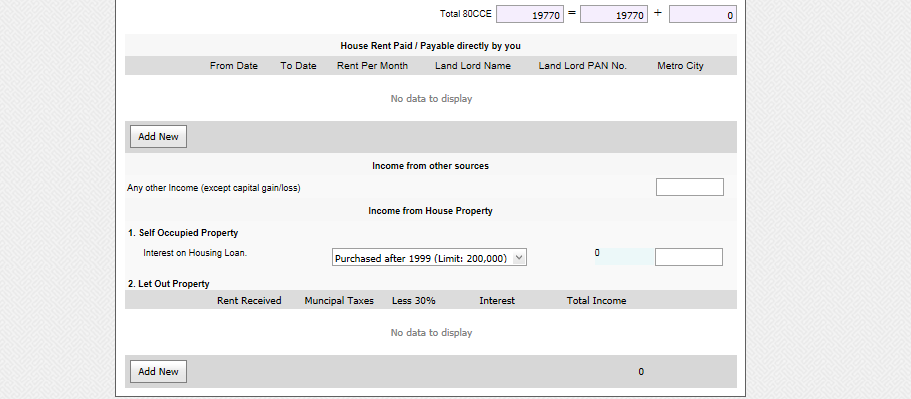 Total 80CCE 19770 = 19770 + 0
House Rent Paid / Payable directly by you
From Date To Date Rent Per Month Land Lord Name Land Lord PAN No. Metro City
No data to display
Add New
Income from other sources
Any other Income (except capital gain/loss)
Income from House Property
1. Self Occupied Property
Interest on Housing Loan. Purchased after 1999 (Limit: 200,000) 0
2. Let Out Property
Rent Received Muncipal Taxes Less 30% Interest Total Income
No data to display
Add New 0